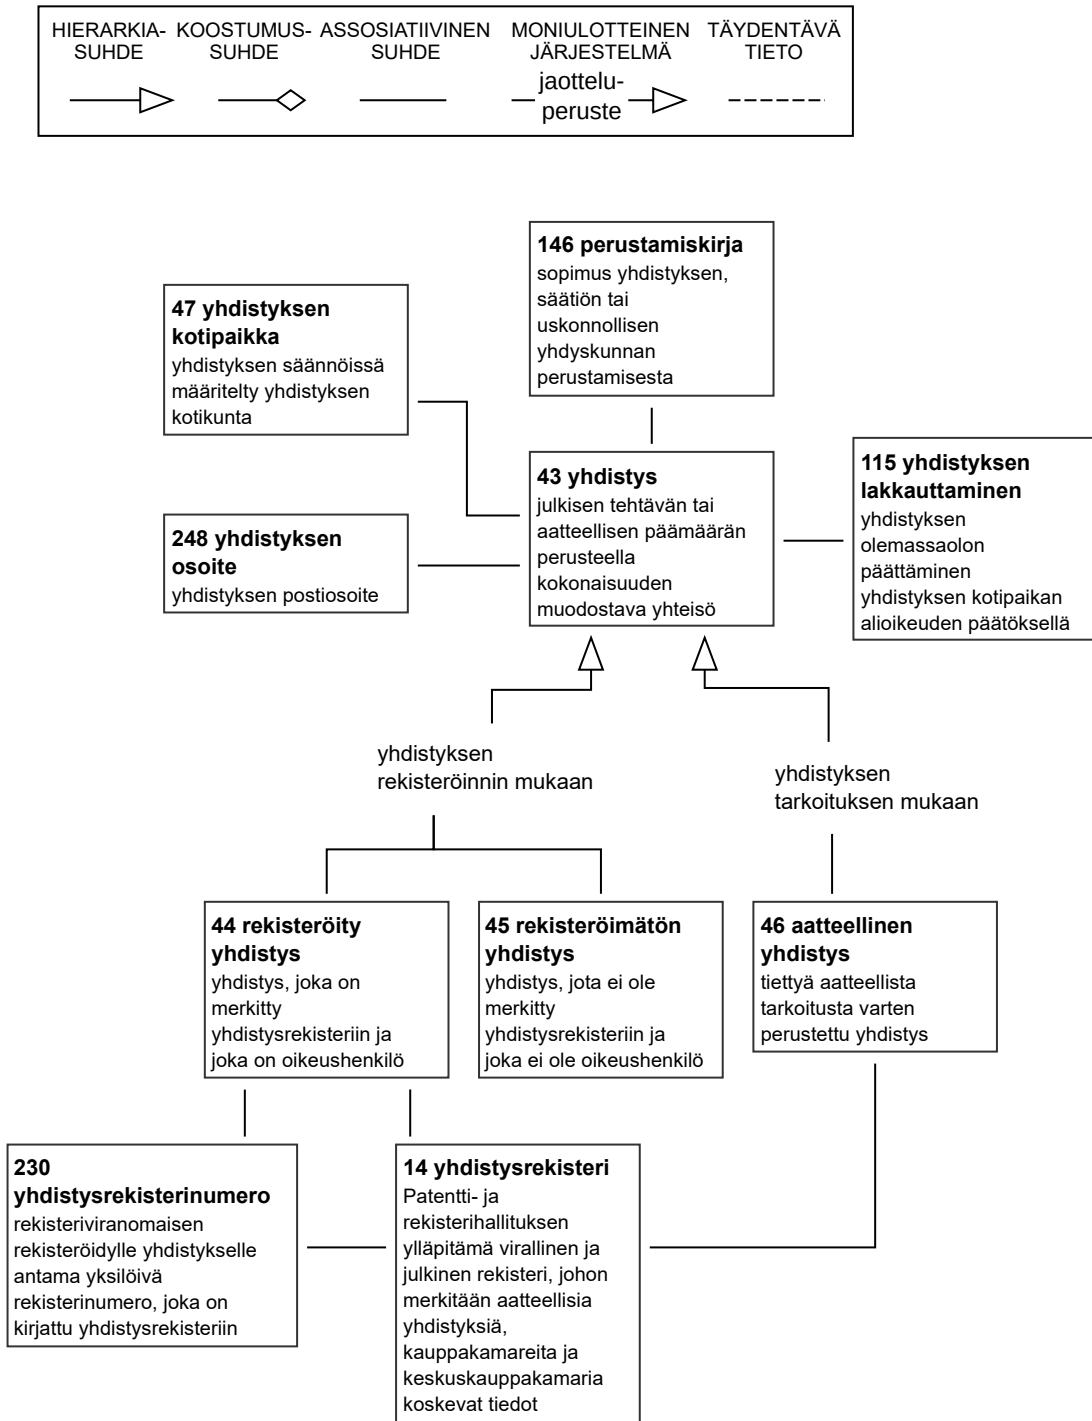 HIERARKIA-
SUHDE
KOOSTUMUS-
SUHDE
ASSOSIATIIVINEN
SUHDE
MONIULOTTEINEN
JÄRJESTELMÄ
jaottelu-
peruste
TÄYDENTÄVÄ
TIETO
146 perustamiskirja
sopimus yhdistyksen,
säätiön tai
uskonnollisen
yhdyskunnan
perustamisesta
47 yhdistyksen
kotipaikka
yhdistyksen säännöissä
määritelty yhdistyksen
kotikunta
43 yhdistys
julkisen tehtävän tai
aatteellisen päämäärän
perusteella
kokonaisuuden
muodostava yhteisö
115 yhdistyksen
lakkauttaminen
yhdistyksen
olemassaolon
päättäminen
yhdistyksen kotipaikan
alioikeuden päätöksellä
248 yhdistyksen
osoite
yhdistyksen postiosoite
yhdistyksen
rekisteröinnin mukaan
yhdistyksen
tarkoituksen mukaan
44 rekisteröity
yhdistys
yhdistys, joka on
merkitty
yhdistysrekisteriin ja
joka on oikeushenkilö
45 rekisteröimätön
yhdistys
yhdistys, jota ei ole
merkitty
yhdistysrekisteriin ja
joka ei ole oikeushenkilö
46 aatteellinen
yhdistys
tiettyä aatteellista
tarkoitusta varten
perustettu yhdistys
230
yhdistysrekisterinumero
rekisteriviranomaisen
rekisteröidylle yhdistykselle
antama yksilöivä
rekisterinumero, joka on
kirjattu yhdistysrekisteriin
14 yhdistysrekisteri
Patentti- ja
rekisterihallituksen
ylläpitämä virallinen ja
julkinen rekisteri, johon
merkitään aatteellisia
yhdistyksiä,
kauppakamareita ja
keskuskauppakamaria
koskevat tiedot